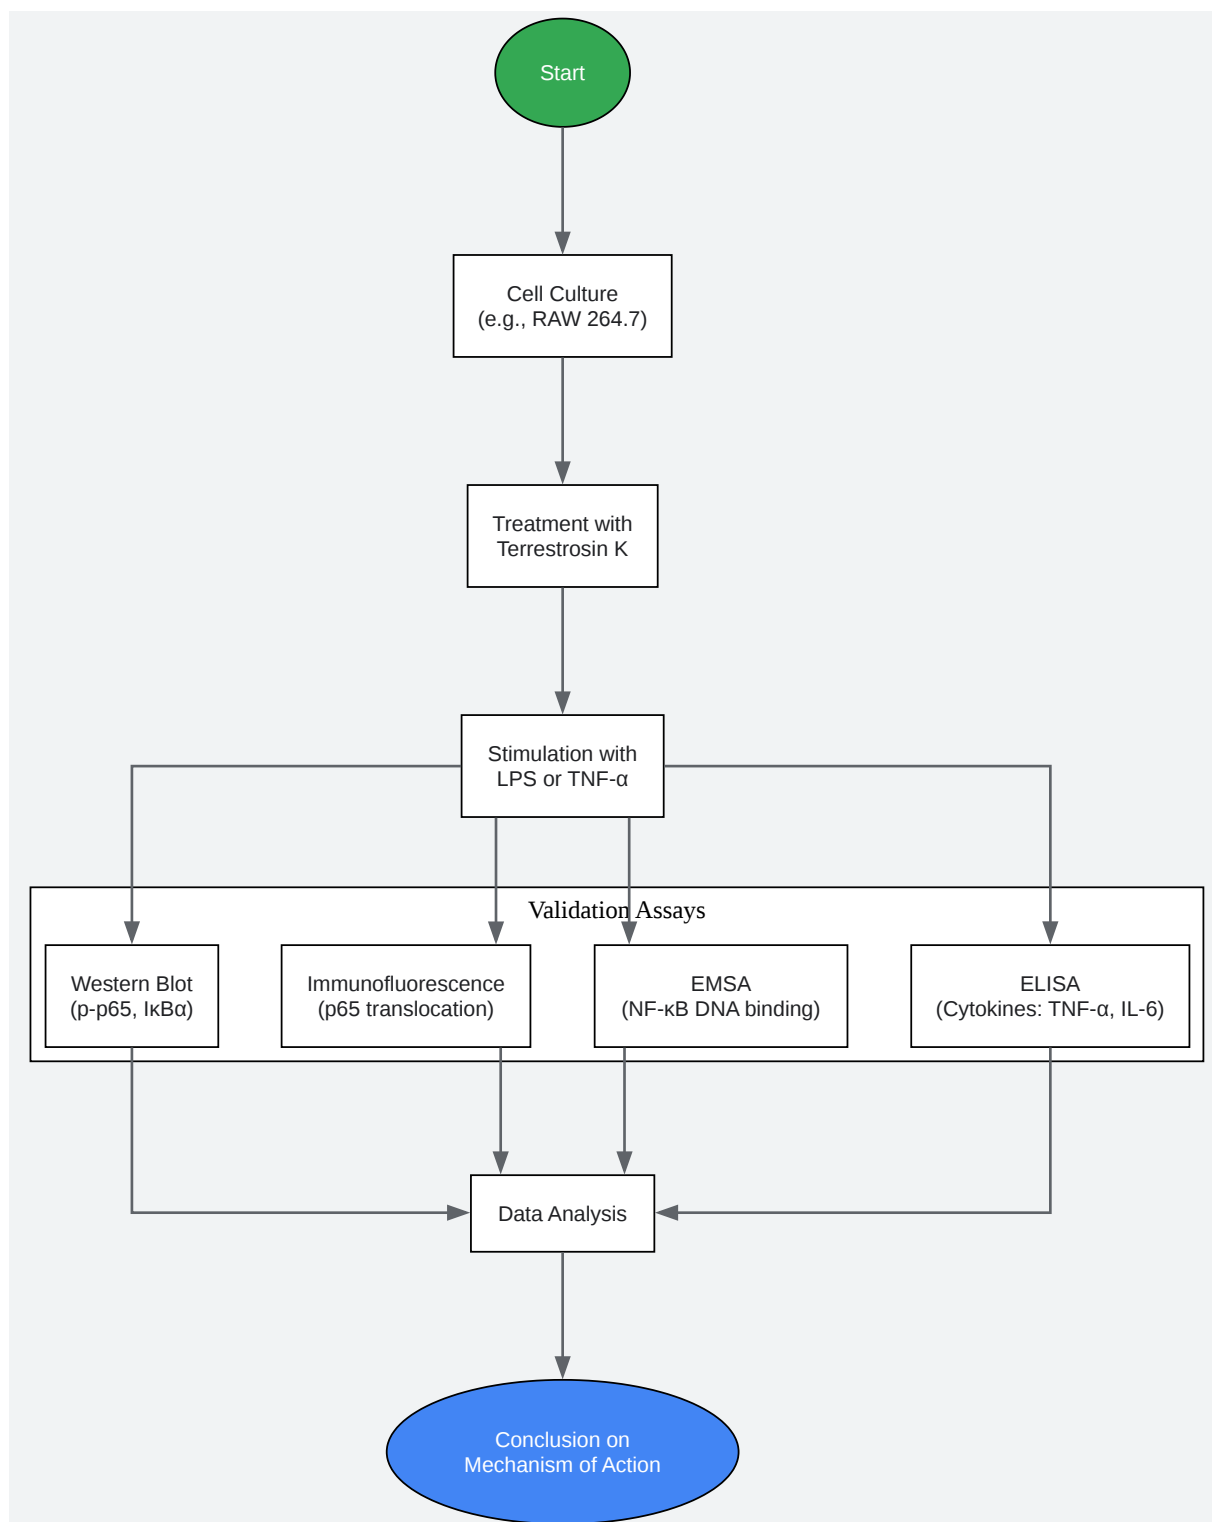 Start
Cell Culture
(e.g., RAW 264.7)
Treatment with
Terrestrosin K
Stimulation with
LPS or TNF-α
Validation Assays
Western Blot
(p-p65, IκBα)
Immunofluorescence
(p65 translocation)
EMSA
(NF-κB DNA binding)
ELISA
(Cytokines: TNF-α, IL-6)
Data Analysis
Conclusion on
Mechanism of Action